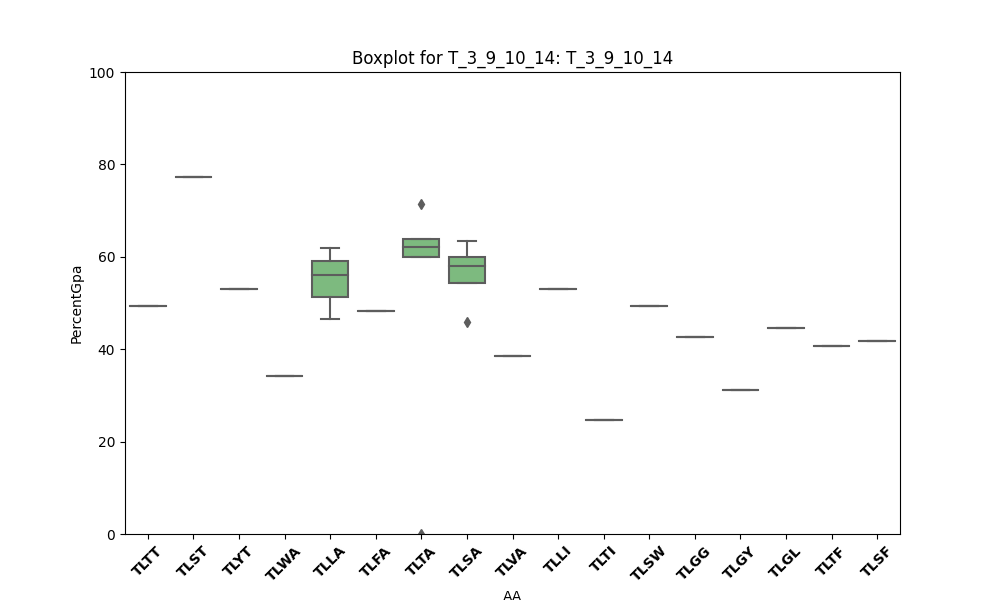 Boxplot for T_3_9_10_14: T_3_9_10_14
100
80
60
40
20
0
PercentGpa
TLTT TLST TLYT TLWA TLLA TLFA TLTA TLSA TLVA TLLI TLTI TLSW TLGG TLGY TLGL TLTF TLSF
AA